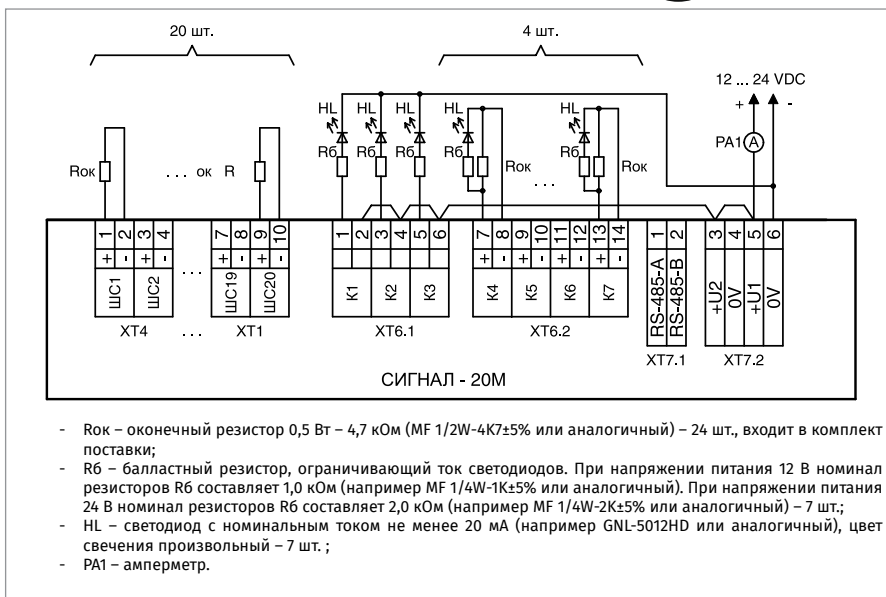 20 шт.
4 шт.
12 ... 24 VDC
+ -
HL HL HL HL HL
PA1 A
Rб Rб Rб Rб Rок Rб Rок
Rок ... ок R
...
1 2 3 4 7 8 9 10 1 2 3 4 5 6 7 8 9 10 11 12 13 14 1 2 3 4 5 6
+ - + - + - + - + - + - + - + -
ШС1 ШС2 ... ШС19 ШС20 К1 К2 К3 К4 К5 К6 К7 RS-485-A RS-485-B +U2 0V +U1 0V
XT4 ... XT1 XT6.1 XT6.2 XT7.1 XT7.2
СИГНАЛ - 20М
- Rок – оконечный резистор 0,5 Вт – 4,7 кОм (MF 1/2W-4K7±5% или аналогичный) – 24 шт., входит в комплект
поставки;
- Rб – балластный резистор, ограничивающий ток светодиодов. При напряжении питания 12 В номинал
резисторов Rб составляет 1,0 кОм (например MF 1/4W-1K±5% или аналогичный). При напряжении питания
24 В номинал резисторов Rб составляет 2,0 кОм (например MF 1/4W-2K±5% или аналогичный) – 7 шт.;
- HL – светодиод с номинальным током не менее 20 мА (например GNL-5012HD или аналогичный), цвет
свечения произвольный – 7 шт. ;
- PA1 – амперметр.